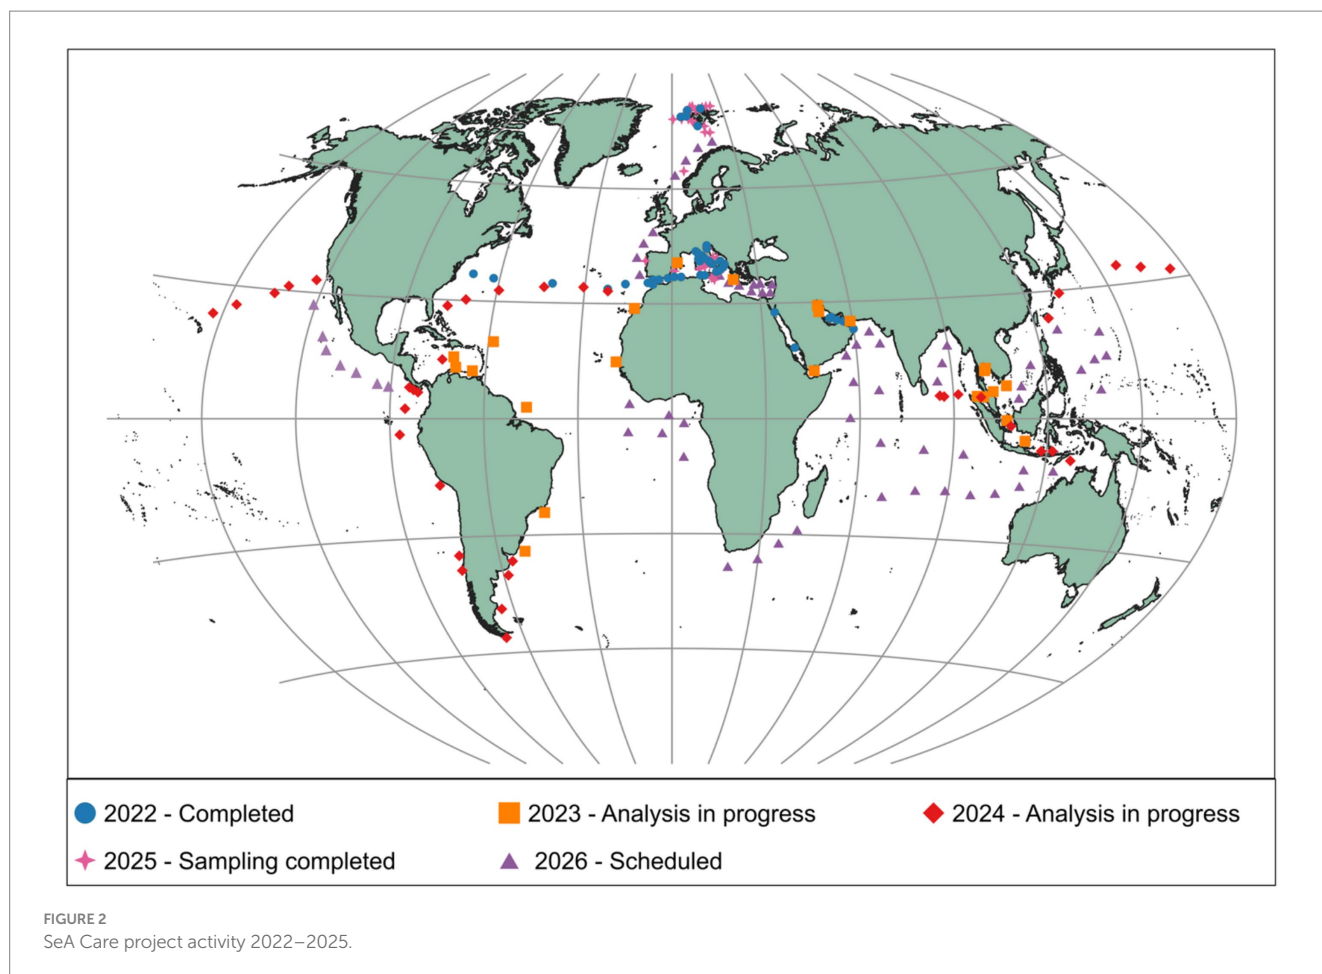 2022 - Completed
2023 - Analysis in progress
2024 - Analysis in progress
2025 - Sampling completed
2026 - Scheduled
FIGURE 2
SeA Care project activity 2022–2025.